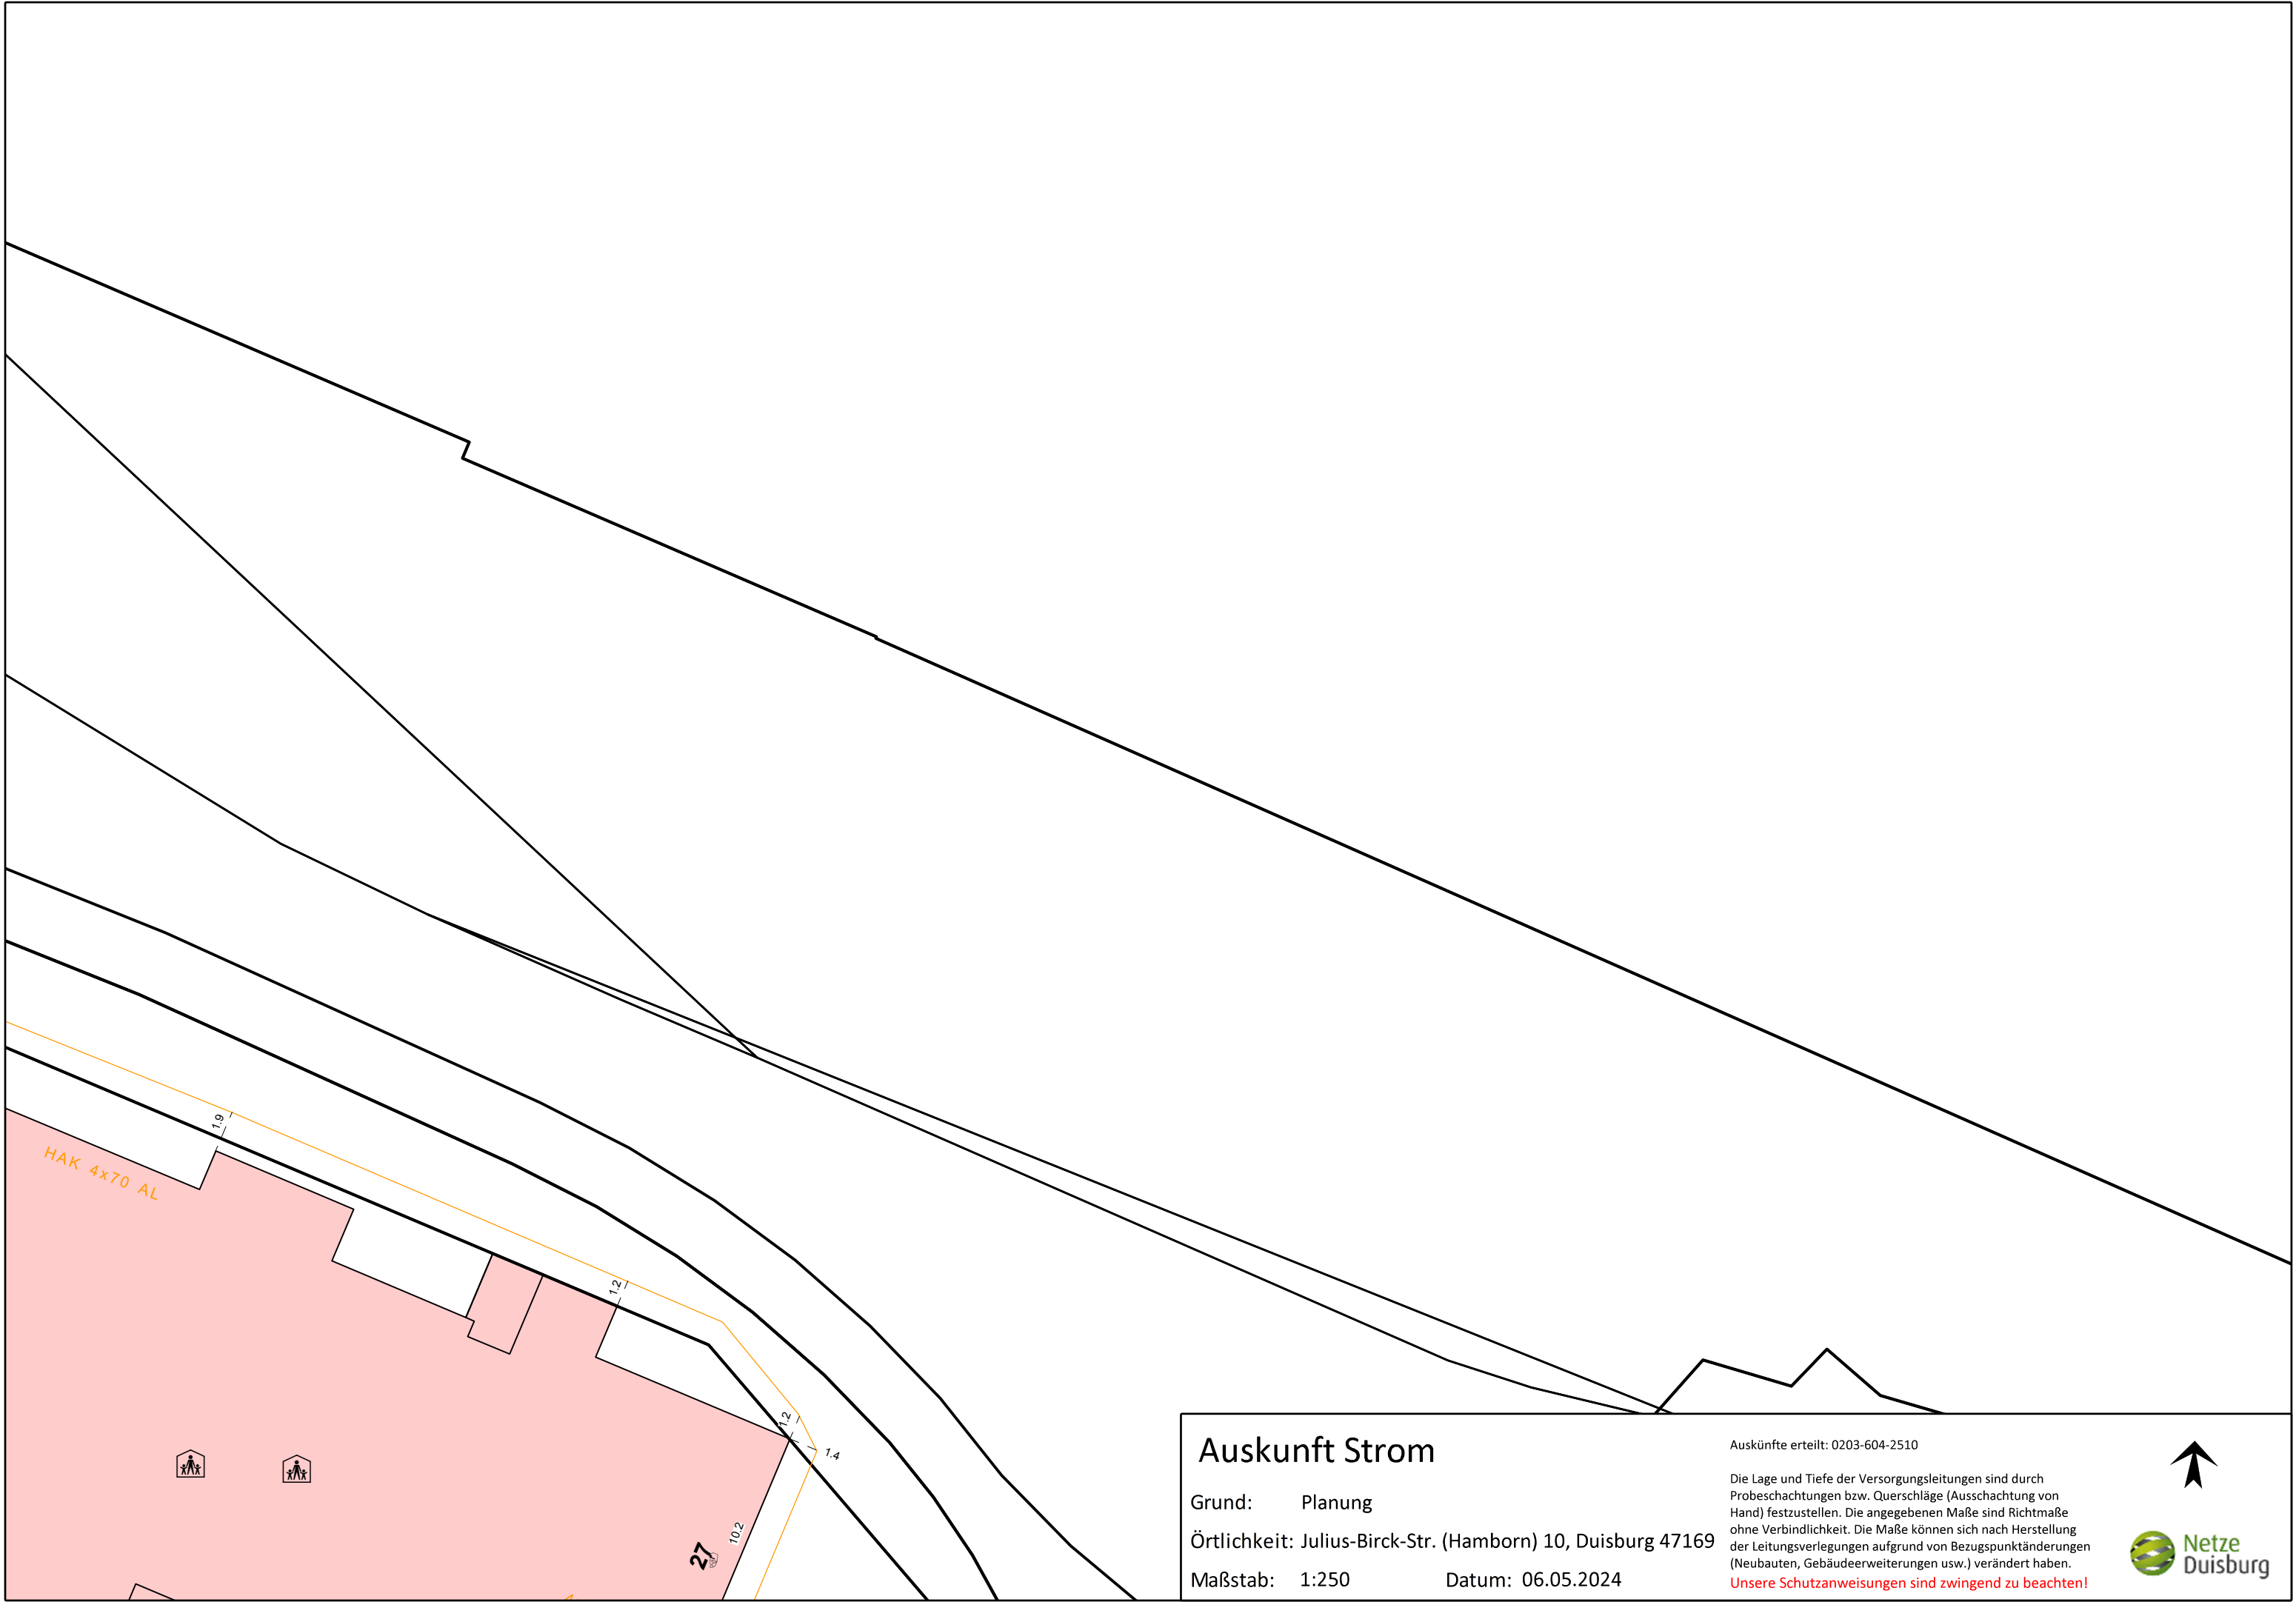 1.9
HAK 4x70 AL
1.2
1.2
1.4
10.2
27
Auskunft Strom
Grund: Planung
Örtlichkeit: Julius-Birck-Str. (Hamborn) 10, Duisburg 47169
Maßstab: 1:250 Datum: 06.05.2024
Auskünfte erteilt: 0203-604-2510
Die Lage und Tiefe der Versorgungsleitungen sind durch
Probeschachtungen bzw. Querschläge (Ausschachtung von
Hand) festzustellen. Die angegebenen Maße sind Richtmaße
ohne Verbindlichkeit. Die Maße können sich nach Herstellung
der Leitungsverlegungen aufgrund von Bezugspunktänderungen
(Neubauten, Gebäudeerweiterungen usw.) verändert haben.
Unsere Schutzanweisungen sind zwingend zu beachten!
Netze
Duisburg